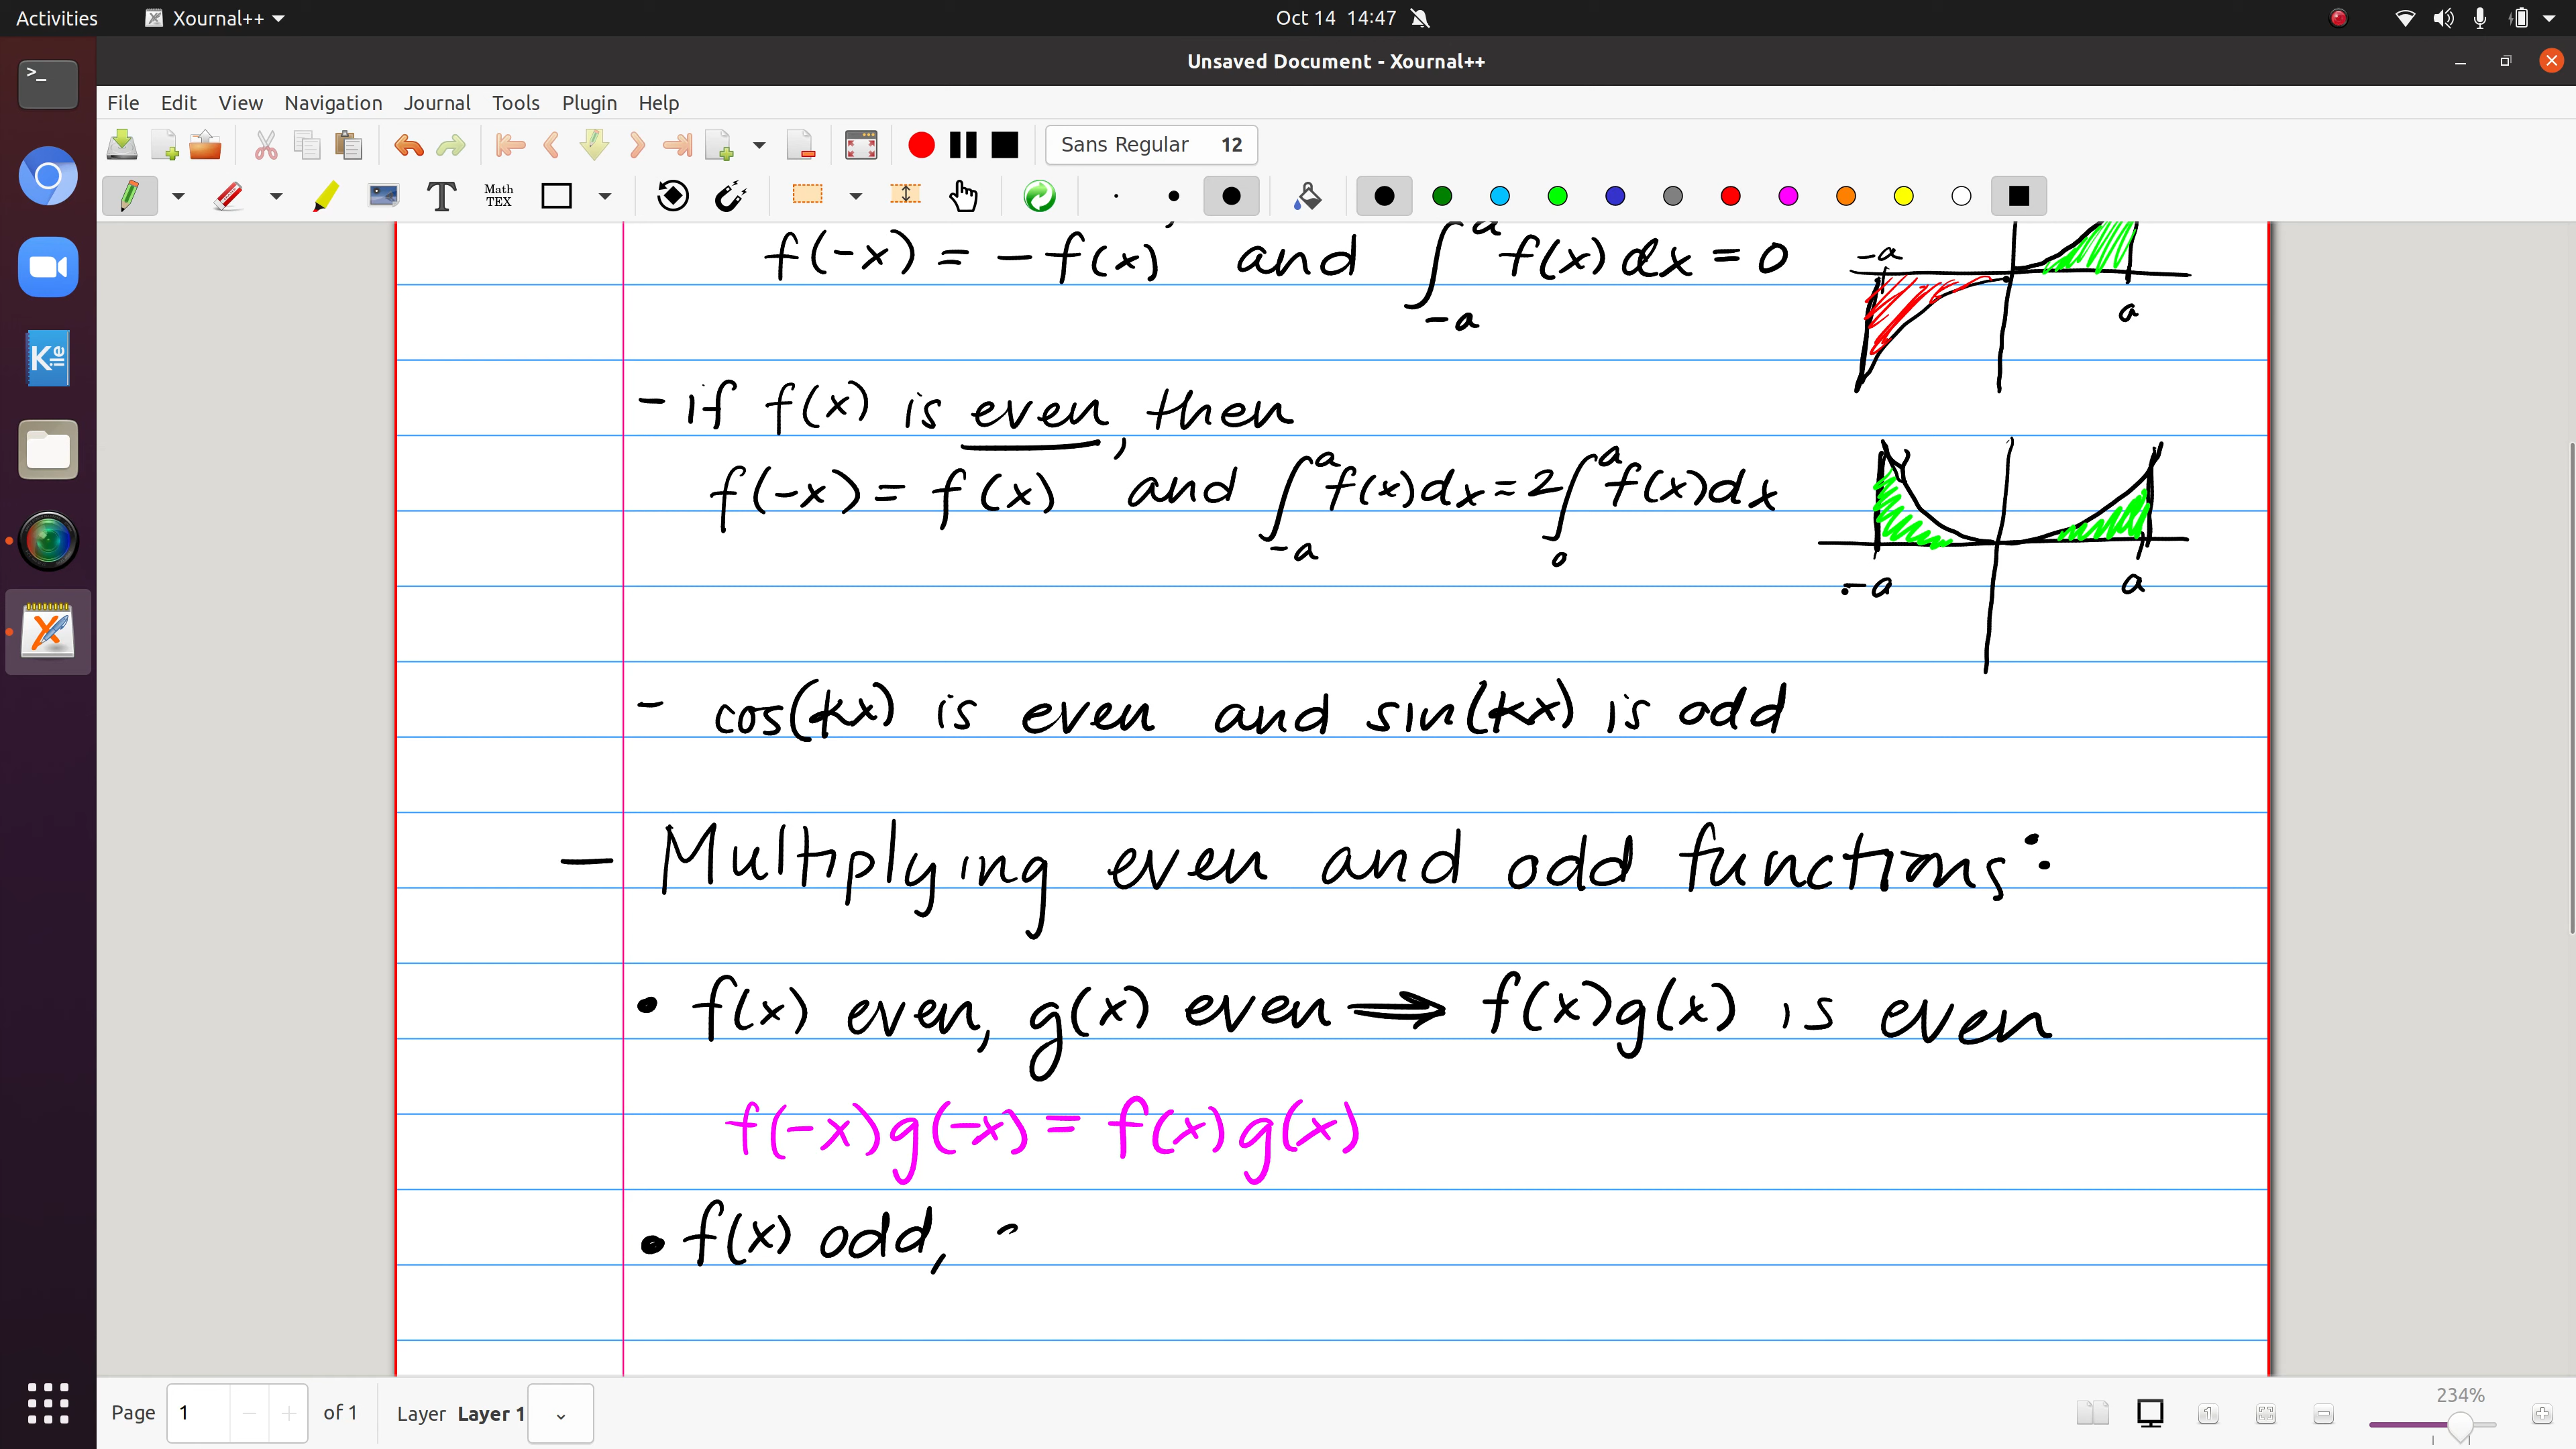 Activities Xournal++ Oct 14 14:47
Unsaved Document - Xournal++
File Edit View Navigation Journal Tools Plugin Help
Sans Regular 12
Math TEX
f(-x) = -f(x) and ∫_{-a}^{a} f(x)dx = 0
-a
a
- if f(x) is even, then
f(-x) = f(x) and ∫_{-a}^{a} f(x)dx = 2∫_{0}^{a} f(x)dx
-a a
- cos(kx) is even and sin(kx) is odd
— Multiplying even and odd functions:
• f(x) even, g(x) even ⟹ f(x)g(x) is even
f(-x)g(-x) = f(x)g(x)
• f(x) odd,
Page 1 of 1 Layer Layer 1 234%
>_
Kile